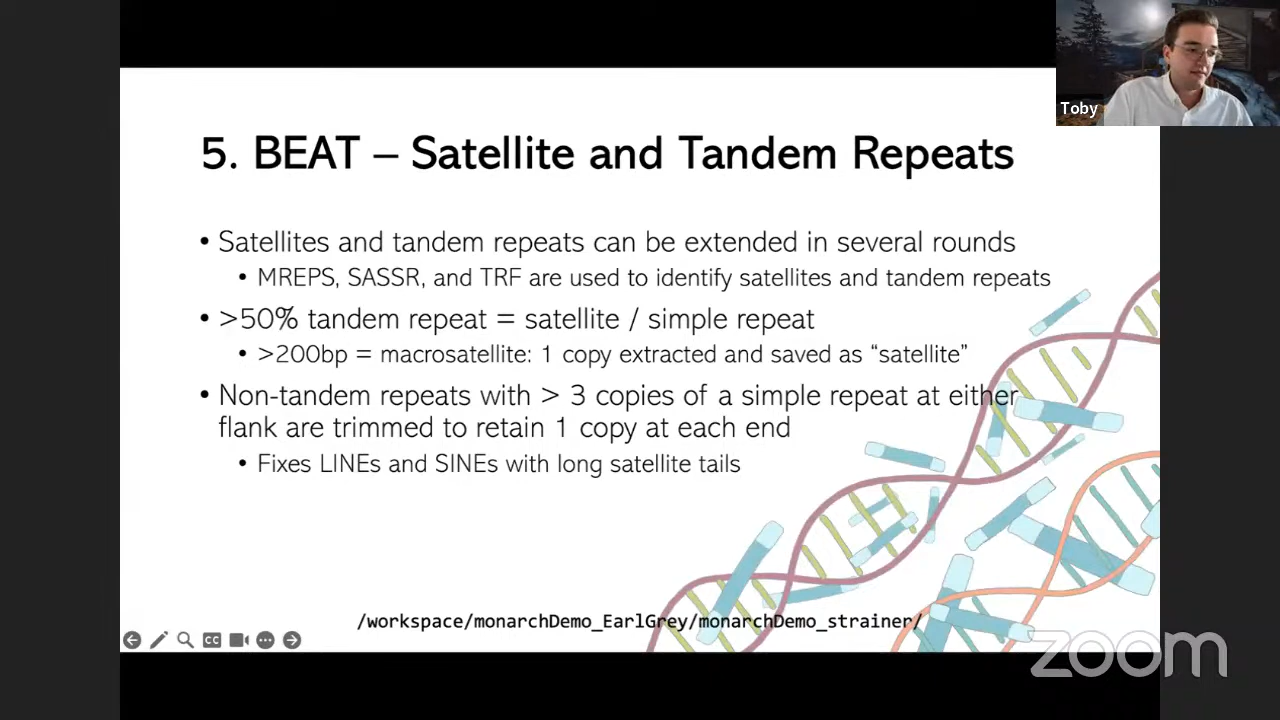 Toby
5. BEAT – Satellite and Tandem Repeats
• Satellites and tandem repeats can be extended in several rounds
• MREPS, SASSR, and TRF are used to identify satellites and tandem repeats
• >50% tandem repeat = satellite / simple repeat
• >200bp = macrosatellite: 1 copy extracted and saved as “satellite”
• Non-tandem repeats with > 3 copies of a simple repeat at either
flank are trimmed to retain 1 copy at each end
• Fixes LINEs and SINEs with long satellite tails
/workspace/monarchDemo_EarlGrey/monarchDemo_strainer/
CC
zoom